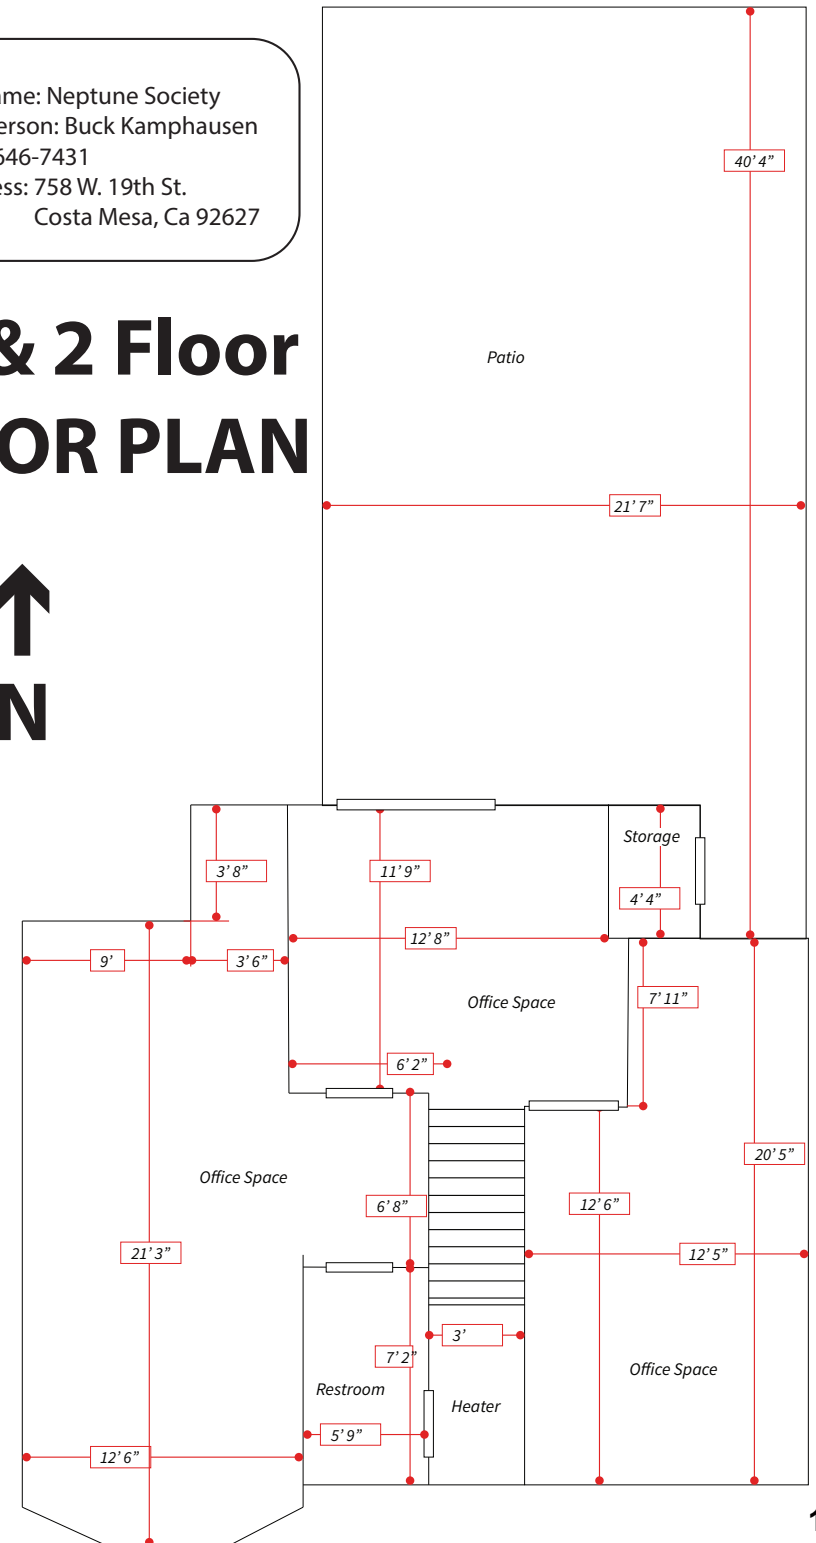 ame: Neptune Society
erson: Buck Kamphausen
646-7431
ess: 758 W. 19th St.
Costa Mesa, Ca 92627
& 2 Floor
OR PLAN
N
40’ 4”
Patio
21’ 7”
Storage
3’ 8”
11’ 9”
4’ 4”
12’ 8”
9’
3’ 6”
7’ 11”
Office Space
6’ 2”
20’ 5”
Office Space
6’ 8”
12’ 6”
21’ 3”
12’ 5”
3’
7’ 2”
Office Space
Restroom
Heater
5’ 9”
12’ 6”
1